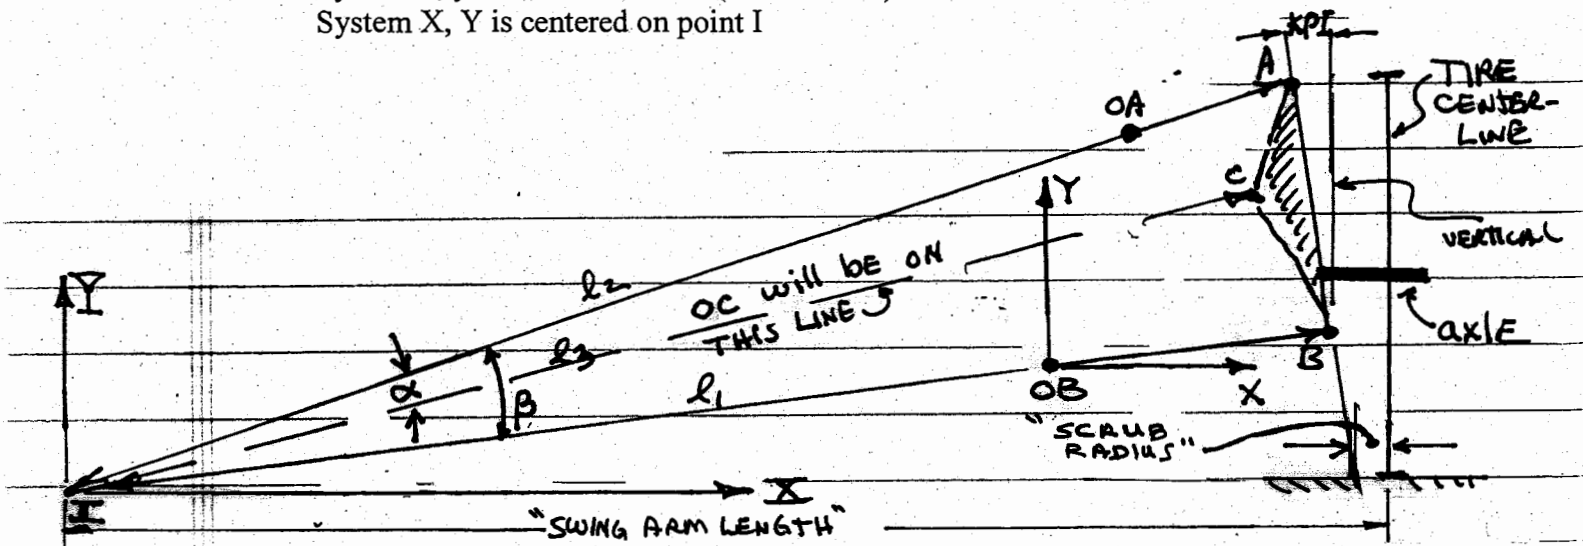 System X, Y is centered on point I
KPI
A
TIRE
CENTER-
LINE
OA
C
Y
VERTICAL
Y
l2
OC will be ON
THIS LINE
l3
axlE
α
β
l1
B
OB
X
"SCRUB
RADIUS"
X
I
"SWING ARM LENGTH"